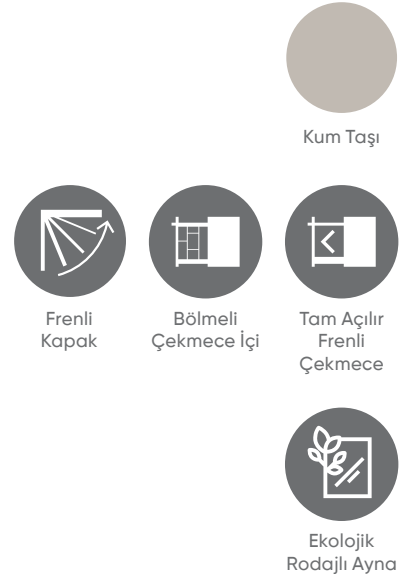 Kum Taşı
Frenli
Kapak
Bölmeli
Çekmece İçi
Tam Açılır
Frenli
Çekmece
Ekolojik
Rodajlı Ayna